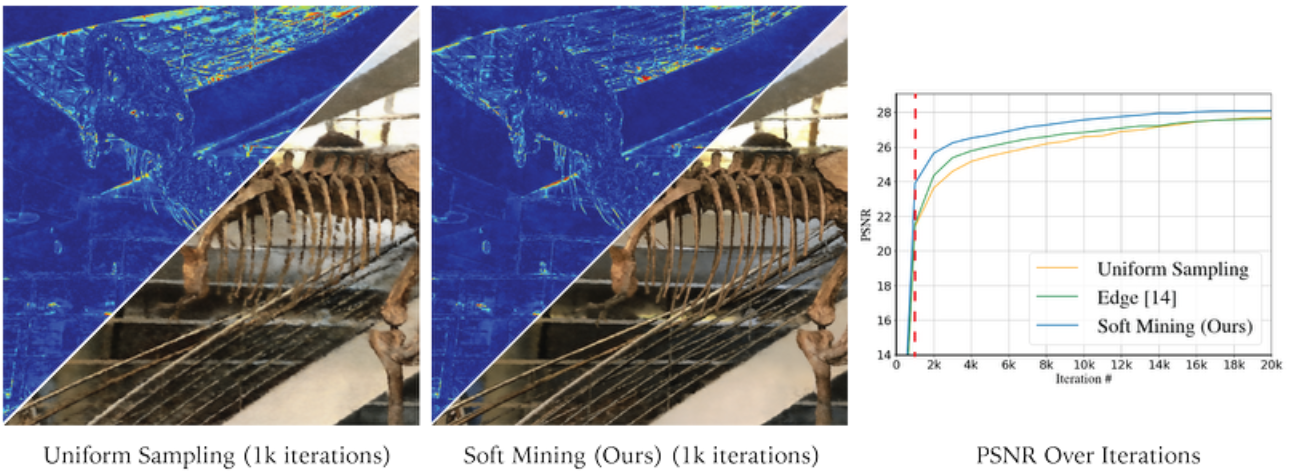 28
26
24
22
20
18
16
14
PSNR
Uniform Sampling
Edge [14]
Soft Mining (Ours)
0 2k 4k 6k 8k 10k 12k 14k 16k 18k 20k
Iteration #
Uniform Sampling (1k iterations)
Soft Mining (Ours) (1k iterations)
PSNR Over Iterations